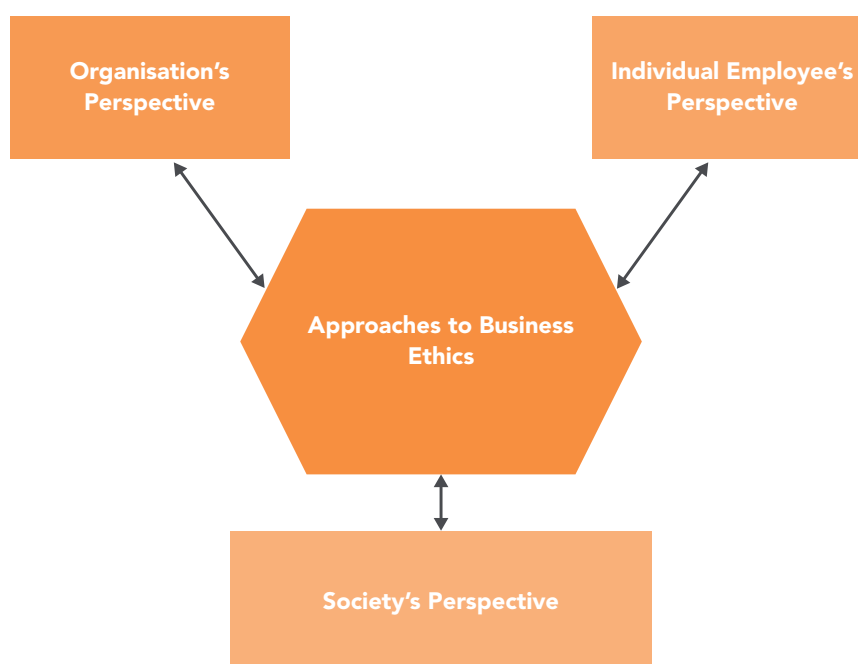 Organisation’s
Perspective
Individual Employee’s
Perspective
Approaches to Business
Ethics
Society’s Perspective